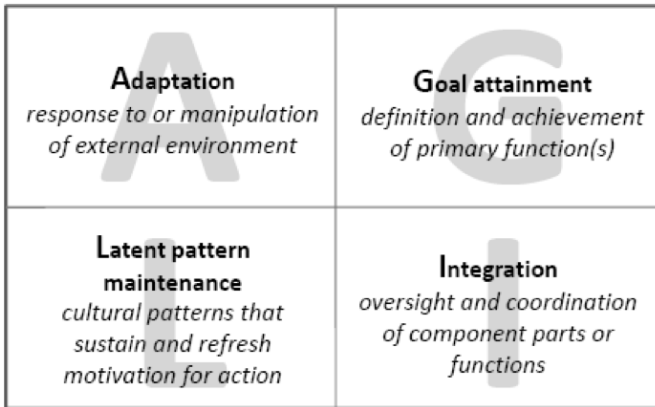 Adaptation
response to or manipulation
of external environment
Goal attainment
definition and achievement
of primary function(s)
Latent pattern
maintenance
cultural patterns that
sustain and refresh
motivation for action
Integration
oversight and coordination
of component parts or
functions
A
G
L
I